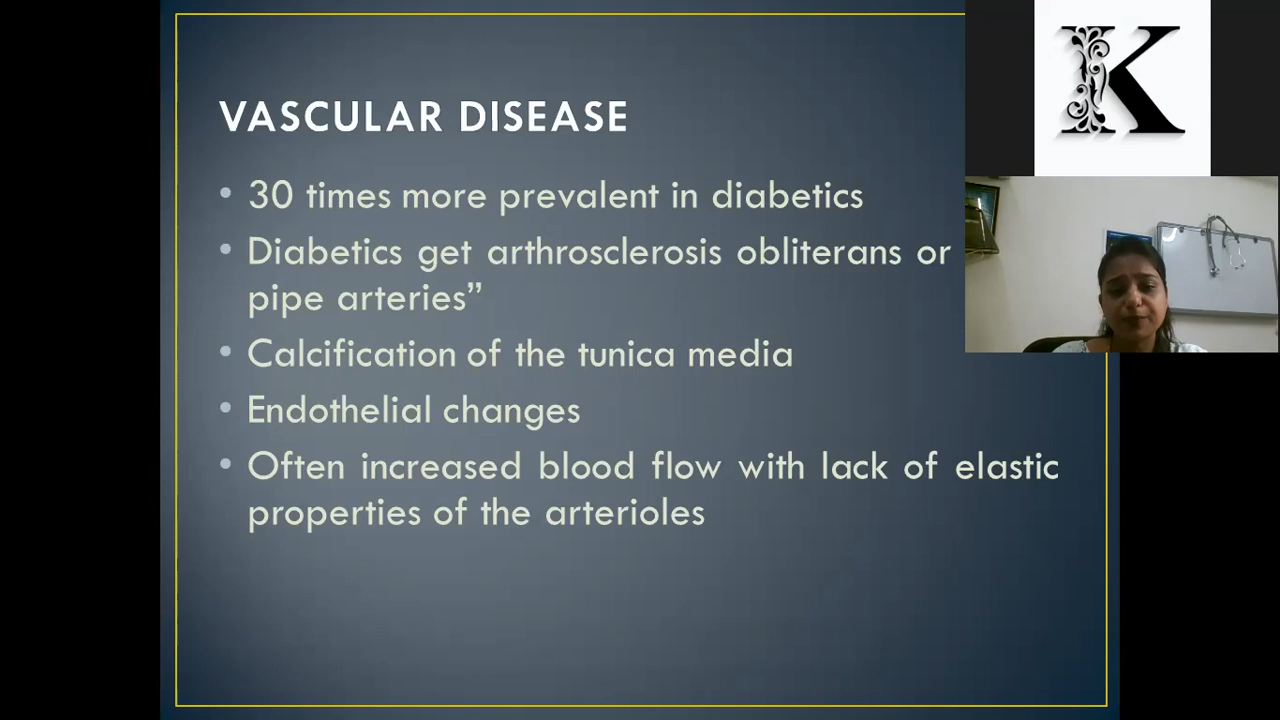 VASCULAR DISEASE
• 30 times more prevalent in diabetics
• Diabetics get arthrosclerosis obliterans or
pipe arteries”
• Calcification of the tunica media
• Endothelial changes
• Often increased blood flow with lack of elastic
properties of the arterioles
K